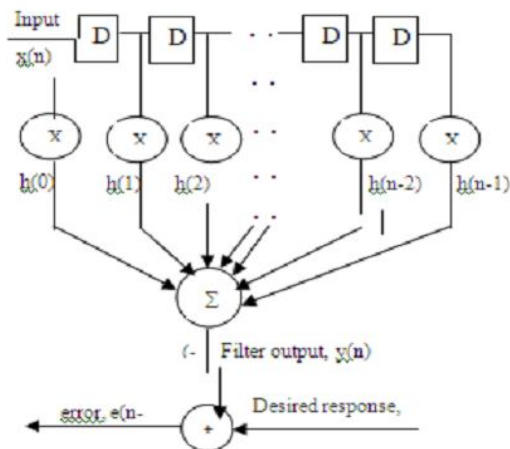 Input
x(n)
D D D D
X X X X X
h(0) h(1) h(2) h(n-2) h(n-1)
Σ
(- Filter output, y(n)
error, e(n- + Desired response,